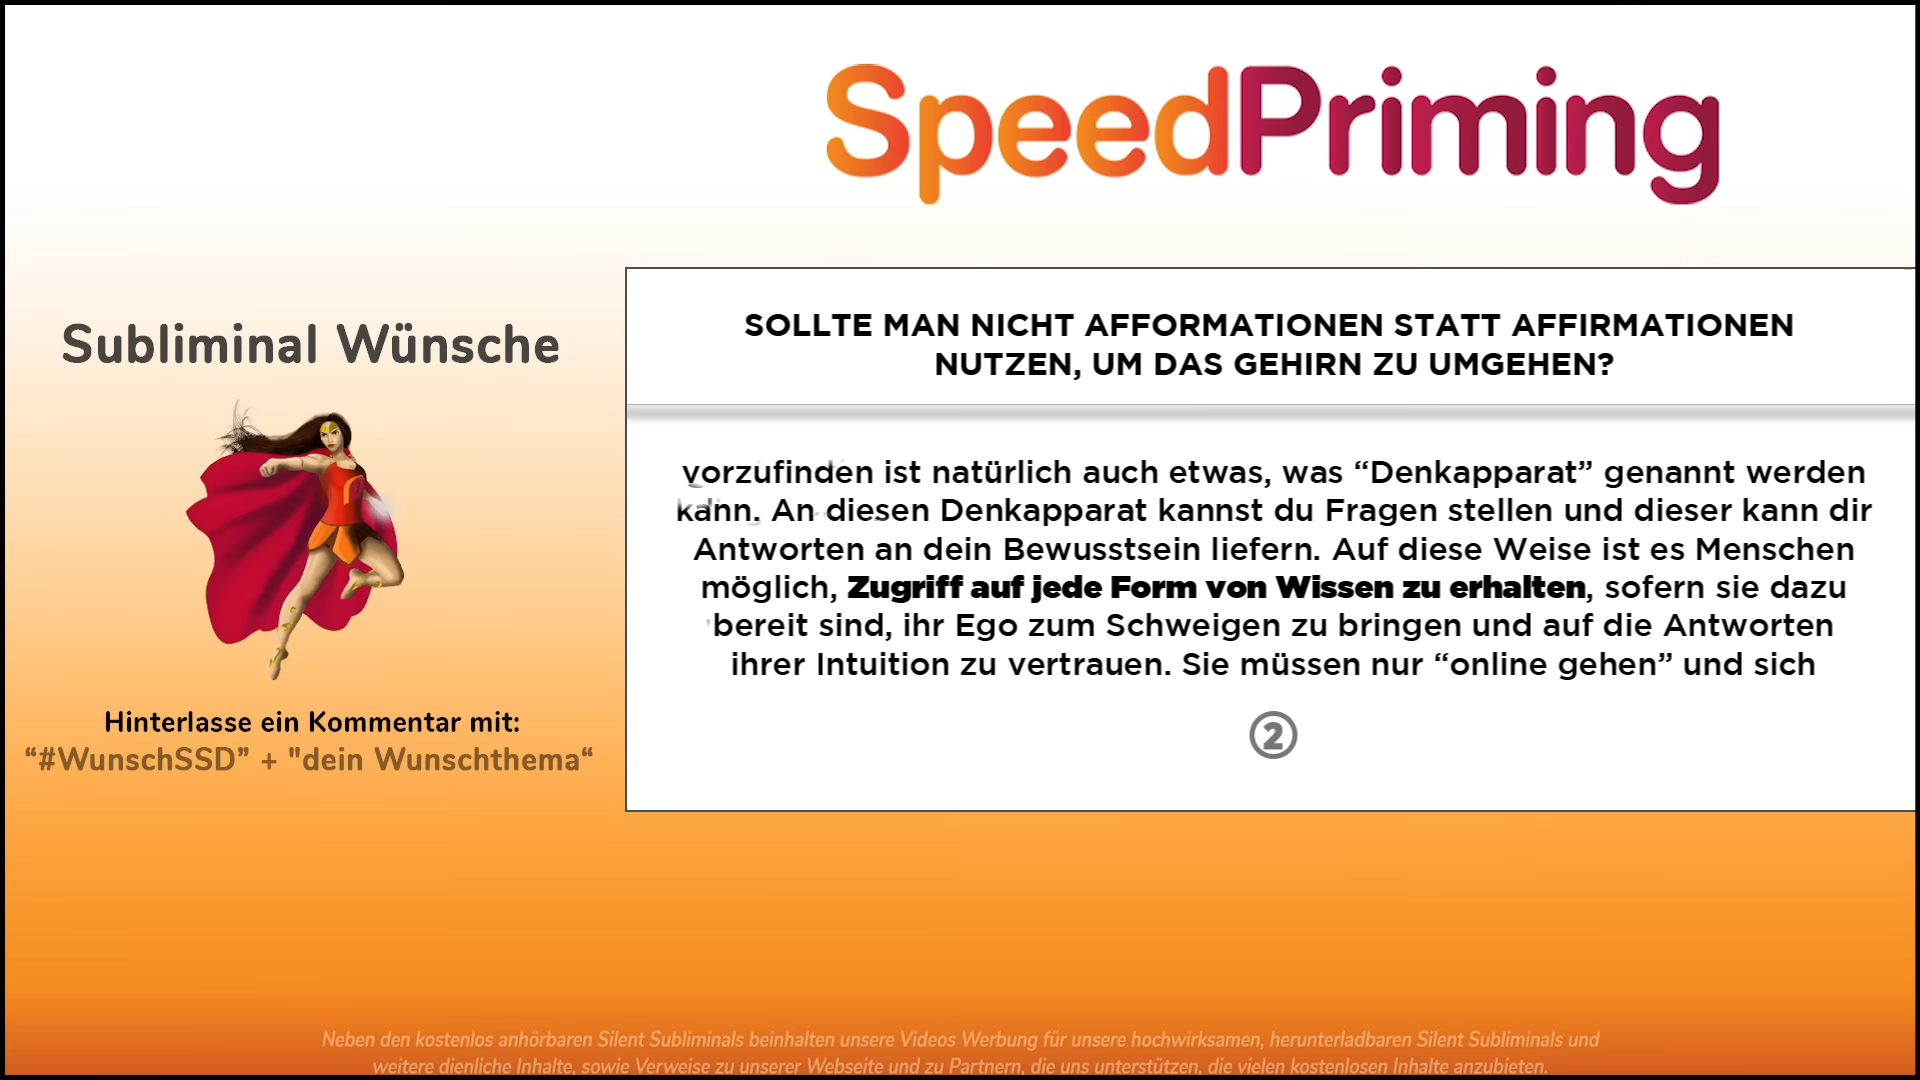 SpeedPriming
Subliminal Wünsche
Hinterlasse ein Kommentar mit:
“#WunschSSD” + "dein Wunschthema“
SOLLTE MAN NICHT AFFORMATIONEN STATT AFFIRMATIONEN
NUTZEN, UM DAS GEHIRN ZU UMGEHEN?
vorzufinden ist natürlich auch etwas, was “Denkapparat” genannt werden
kann. An diesen Denkapparat kannst du Fragen stellen und dieser kann dir
Antworten an dein Bewusstsein liefern. Auf diese Weise ist es Menschen
möglich, Zugriff auf jede Form von Wissen zu erhalten, sofern sie dazu
bereit sind, ihr Ego zum Schweigen zu bringen und auf die Antworten
ihrer Intuition zu vertrauen. Sie müssen nur “online gehen” und sich
2
Neben den kostenlos anhörbaren Silent Subliminals beinhalten unsere Videos Werbung für unsere hochwirksamen, herunterladbaren Silent Subliminals und
weitere dienliche Inhalte, sowie Verweise zu unserer Webseite und zu Partnern, die uns unterstützen, die vielen kostenlosen Inhalte anzubieten.